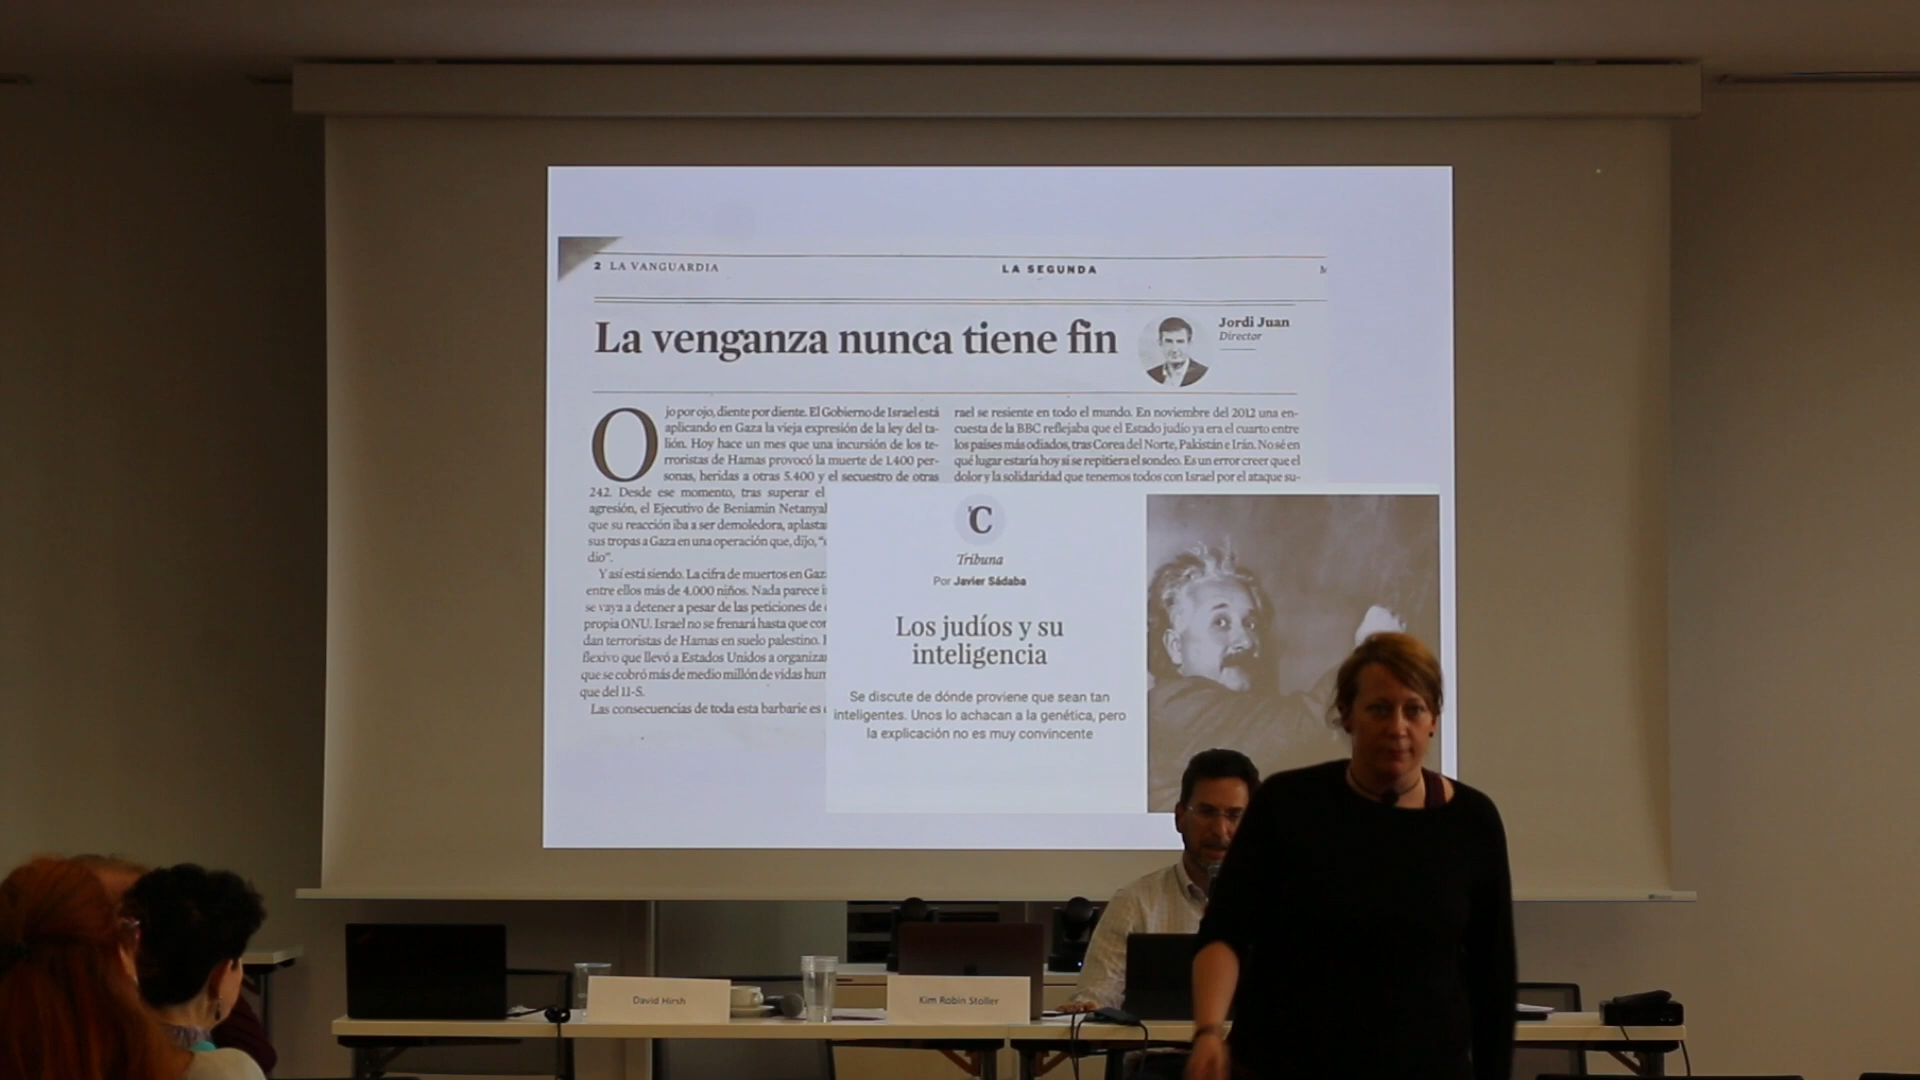 2 LA VANGUARDIA
LA SEGUNDA
La venganza nunca tiene fin
Jordi Juan
Director
Ojo por ojo, diente por diente. El Gobierno de Israel está
aplicando en Gaza la vieja expresión de la ley del ta-
lión. Hoy hace un mes que una incursión de los te-
rroristas de Hamas provocó la muerte de 1.400 per-
sonas, heridas a otras 5.400 y el secuestro de otras
242. Desde ese momento, tras superar el
agresión, el Ejecutivo de Beniamin
que su reacción iba a ser demoledora,
sus tropas a Gaza en una operación que, dijo,
dio".
Y así está siendo. La cifra de muertos en
entre ellos más de 4.000 niños. Nada parece
se vaya a detener a pesar de las peticiones de
propia ONU. Israel no se frenará hasta que
dan terroristas de Hamas en suelo palestino.
flexivo que llevó a Estados Unidos a
que se cobró más de medio millón de vidas
que del 11-S.
Las consecuencias de toda esta barbarie es
rael se resiente en todo el mundo. En noviembre del 2012 una en-
cuesta de la BBC reflejaba que el Estado judío ya era el cuarto entre
los países más odiados, tras Corea del Norte, Pakistán e Irán. No sé en
qué lugar estaría hoy si se repitiera el sondeo. Es un error creer que el
dolor y la solidaridad que tenemos todos con Israel por el ataque su-
C
Tribuna
Por Javier Sádaba
Los judíos y su
inteligencia
Se discute de dónde proviene que sean tan
inteligentes. Unos lo achacan a la genética, pero
la explicación no es muy convincente
David Hirsh
Kim Robin Stoller